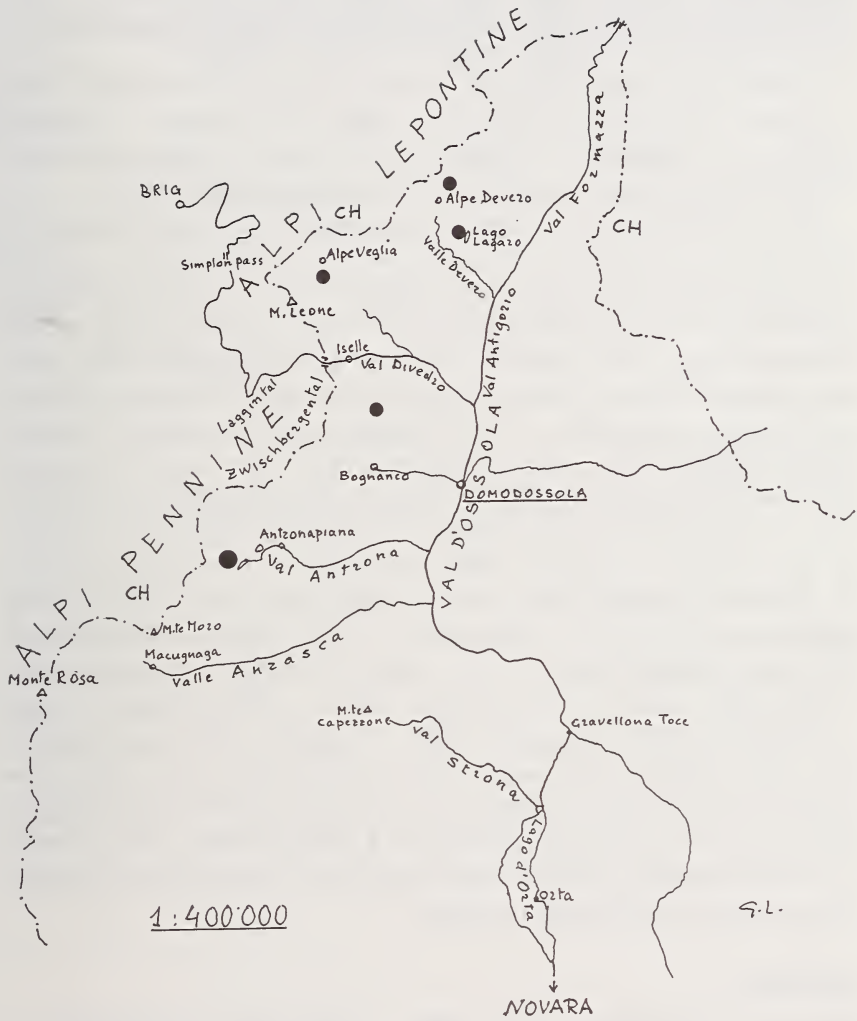 ALPI LEPONTINE
BRIG
CH
Alpe Devero
Val Formazza
Simplon pass
Alpe Veglia
Lago
Lagaro
CH
Valle Devero
M. Leone
Val Antigorio
Iselle
Val Divedro
Laggintal
Zwischbergental
Bognanco
DOMODOSSOLA
VAL D'OSSOLA
ALPI PENNINE
Antronapiana
Val Antrona
CH
M.te Moro
Macugnaga
Valle Anzasca
Monte Rosa
M.te
Capezzone
Val Strona
Gravellona Toce
Lago d'Orta
Orta
1:400'000
G.L.
NOVARA